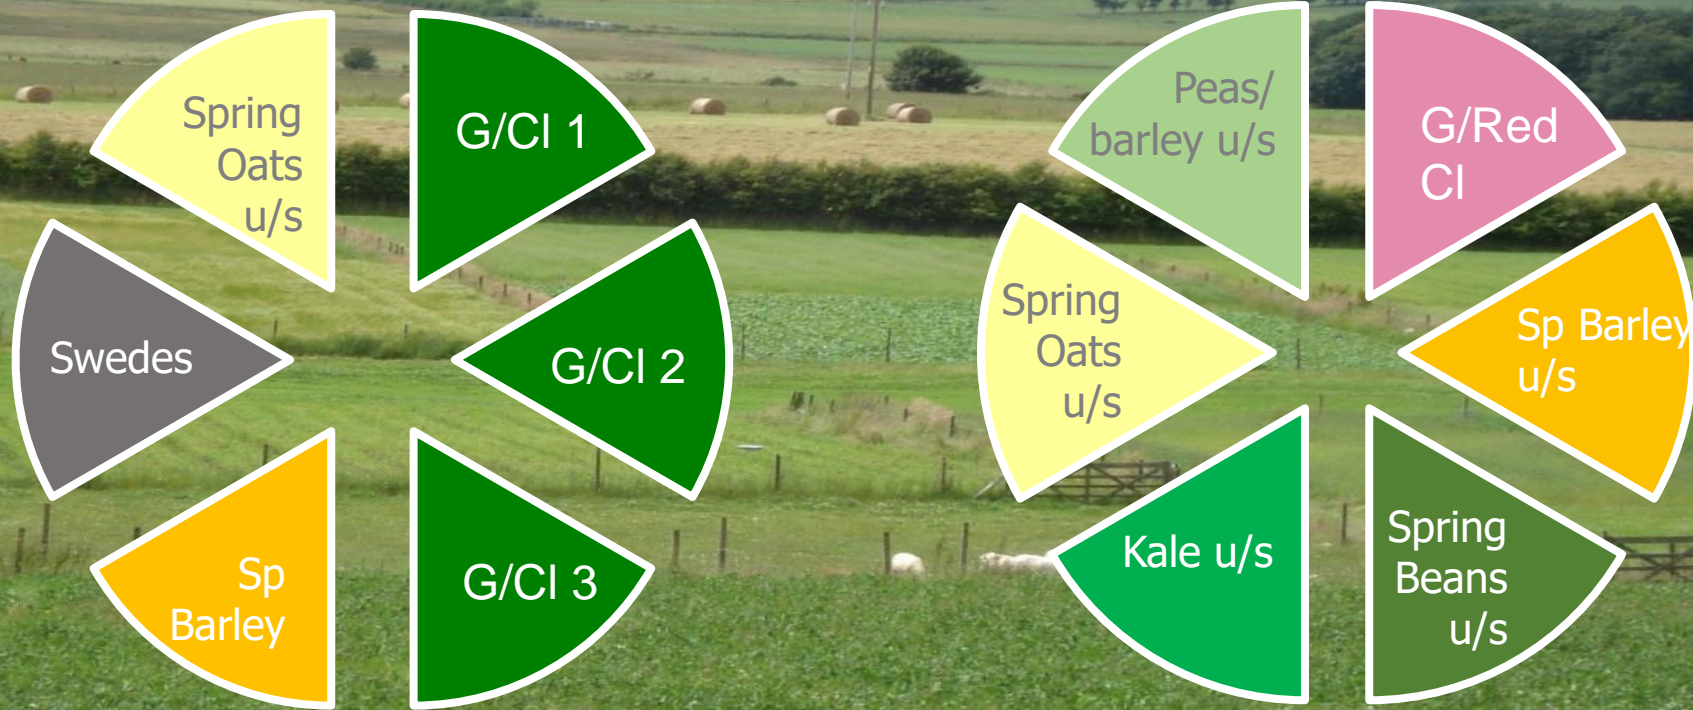 Spring
Oats
u/s
G/Cl 1
Swedes
G/Cl 2
Sp
Barley
G/Cl 3
Peas/
barley u/s
G/Red
Cl
Spring
Oats
u/s
Sp Barley
u/s
Kale u/s
Spring
Beans
u/s